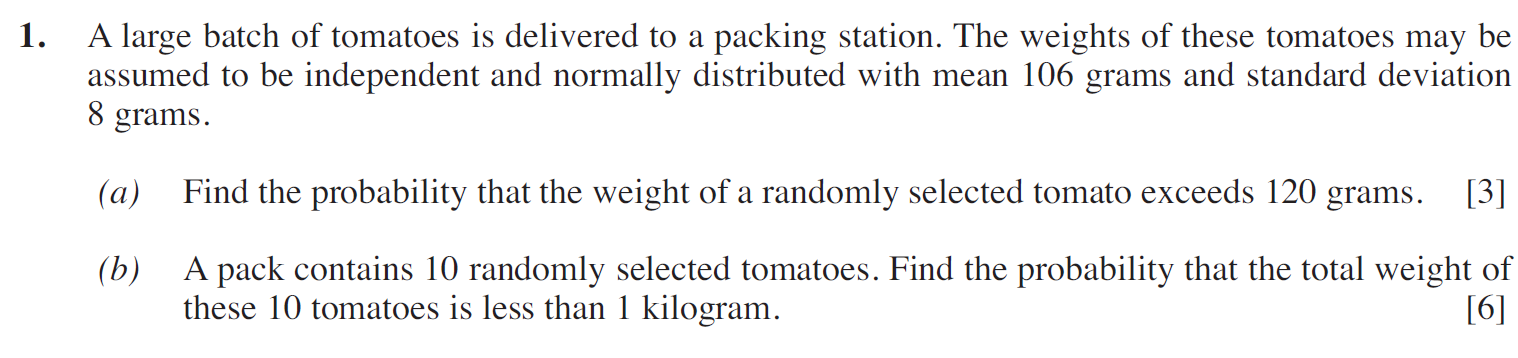 1. A large batch of tomatoes is delivered to a packing station. The weights of these tomatoes may be
assumed to be independent and normally distributed with mean 106 grams and standard deviation
8 grams.
(a) Find the probability that the weight of a randomly selected tomato exceeds 120 grams. [3]
(b) A pack contains 10 randomly selected tomatoes. Find the probability that the total weight of
these 10 tomatoes is less than 1 kilogram. [6]